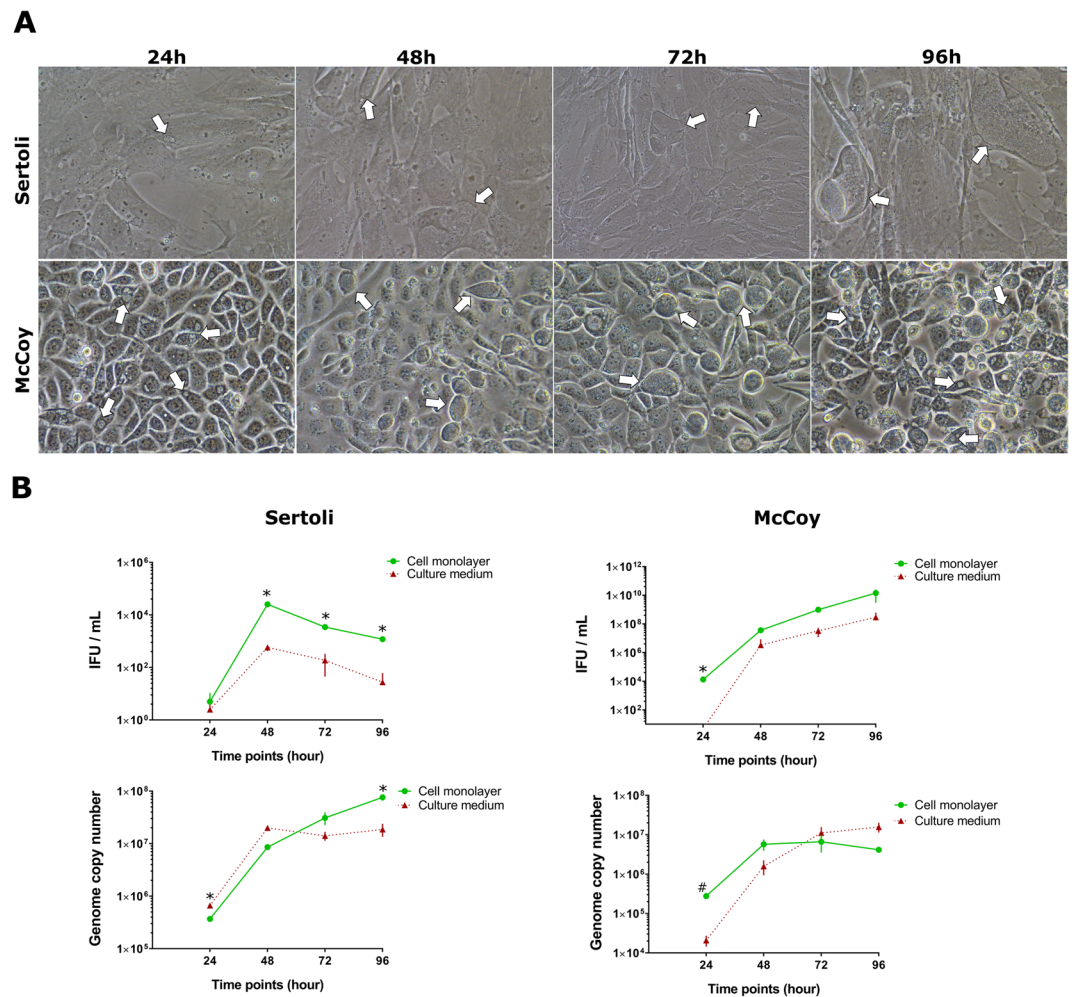 A
24h 48h 72h 96h
Sertoli
McCoy
B
Sertoli
IFU / mL
1×10⁶
1×10⁴
1×10²
1×10⁰
* * *
Cell monolayer
Culture medium
24 48 72 96
Time points (hour)
McCoy
IFU / mL
1×10¹²
1×10¹⁰
1×10⁸
1×10⁶
1×10⁴
1×10²
*
Cell monolayer
Culture medium
24 48 72 96
Time points (hour)
Genome copy number
1×10⁸
1×10⁷
1×10⁶
1×10⁵
* *
Cell monolayer
Culture medium
24 48 72 96
Time points (hour)
Genome copy number
1×10⁸
1×10⁷
1×10⁶
1×10⁵
1×10⁴
#
Cell monolayer
Culture medium
24 48 72 96
Time points (hour)